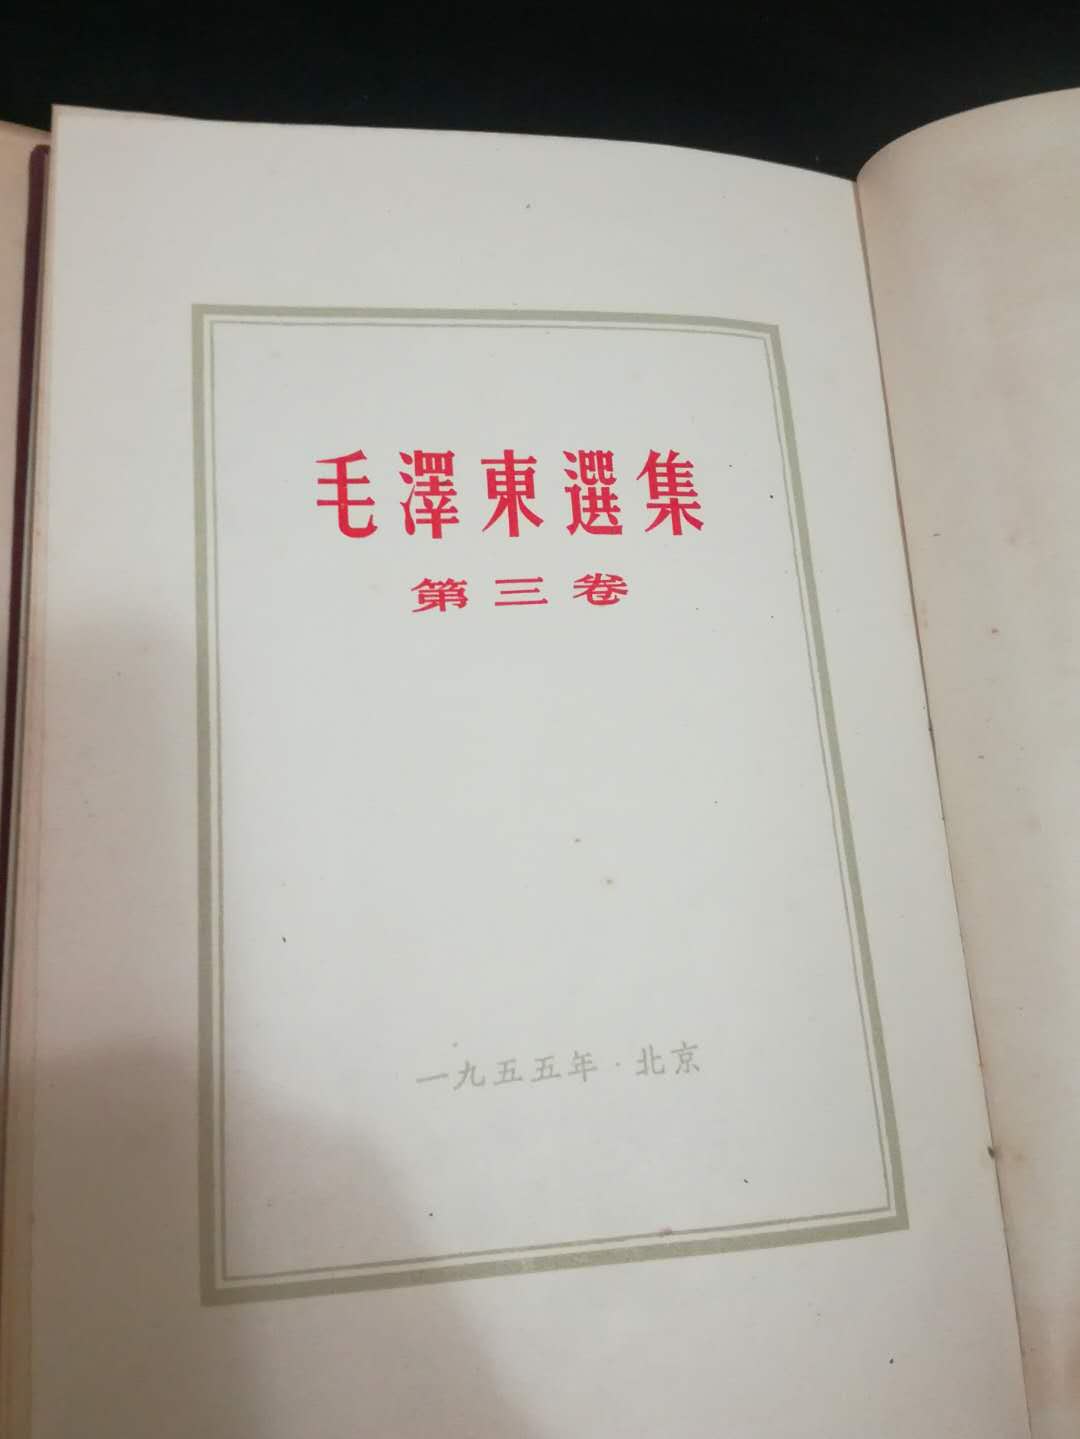 毛澤東選集
第三卷
一九五五年·北京